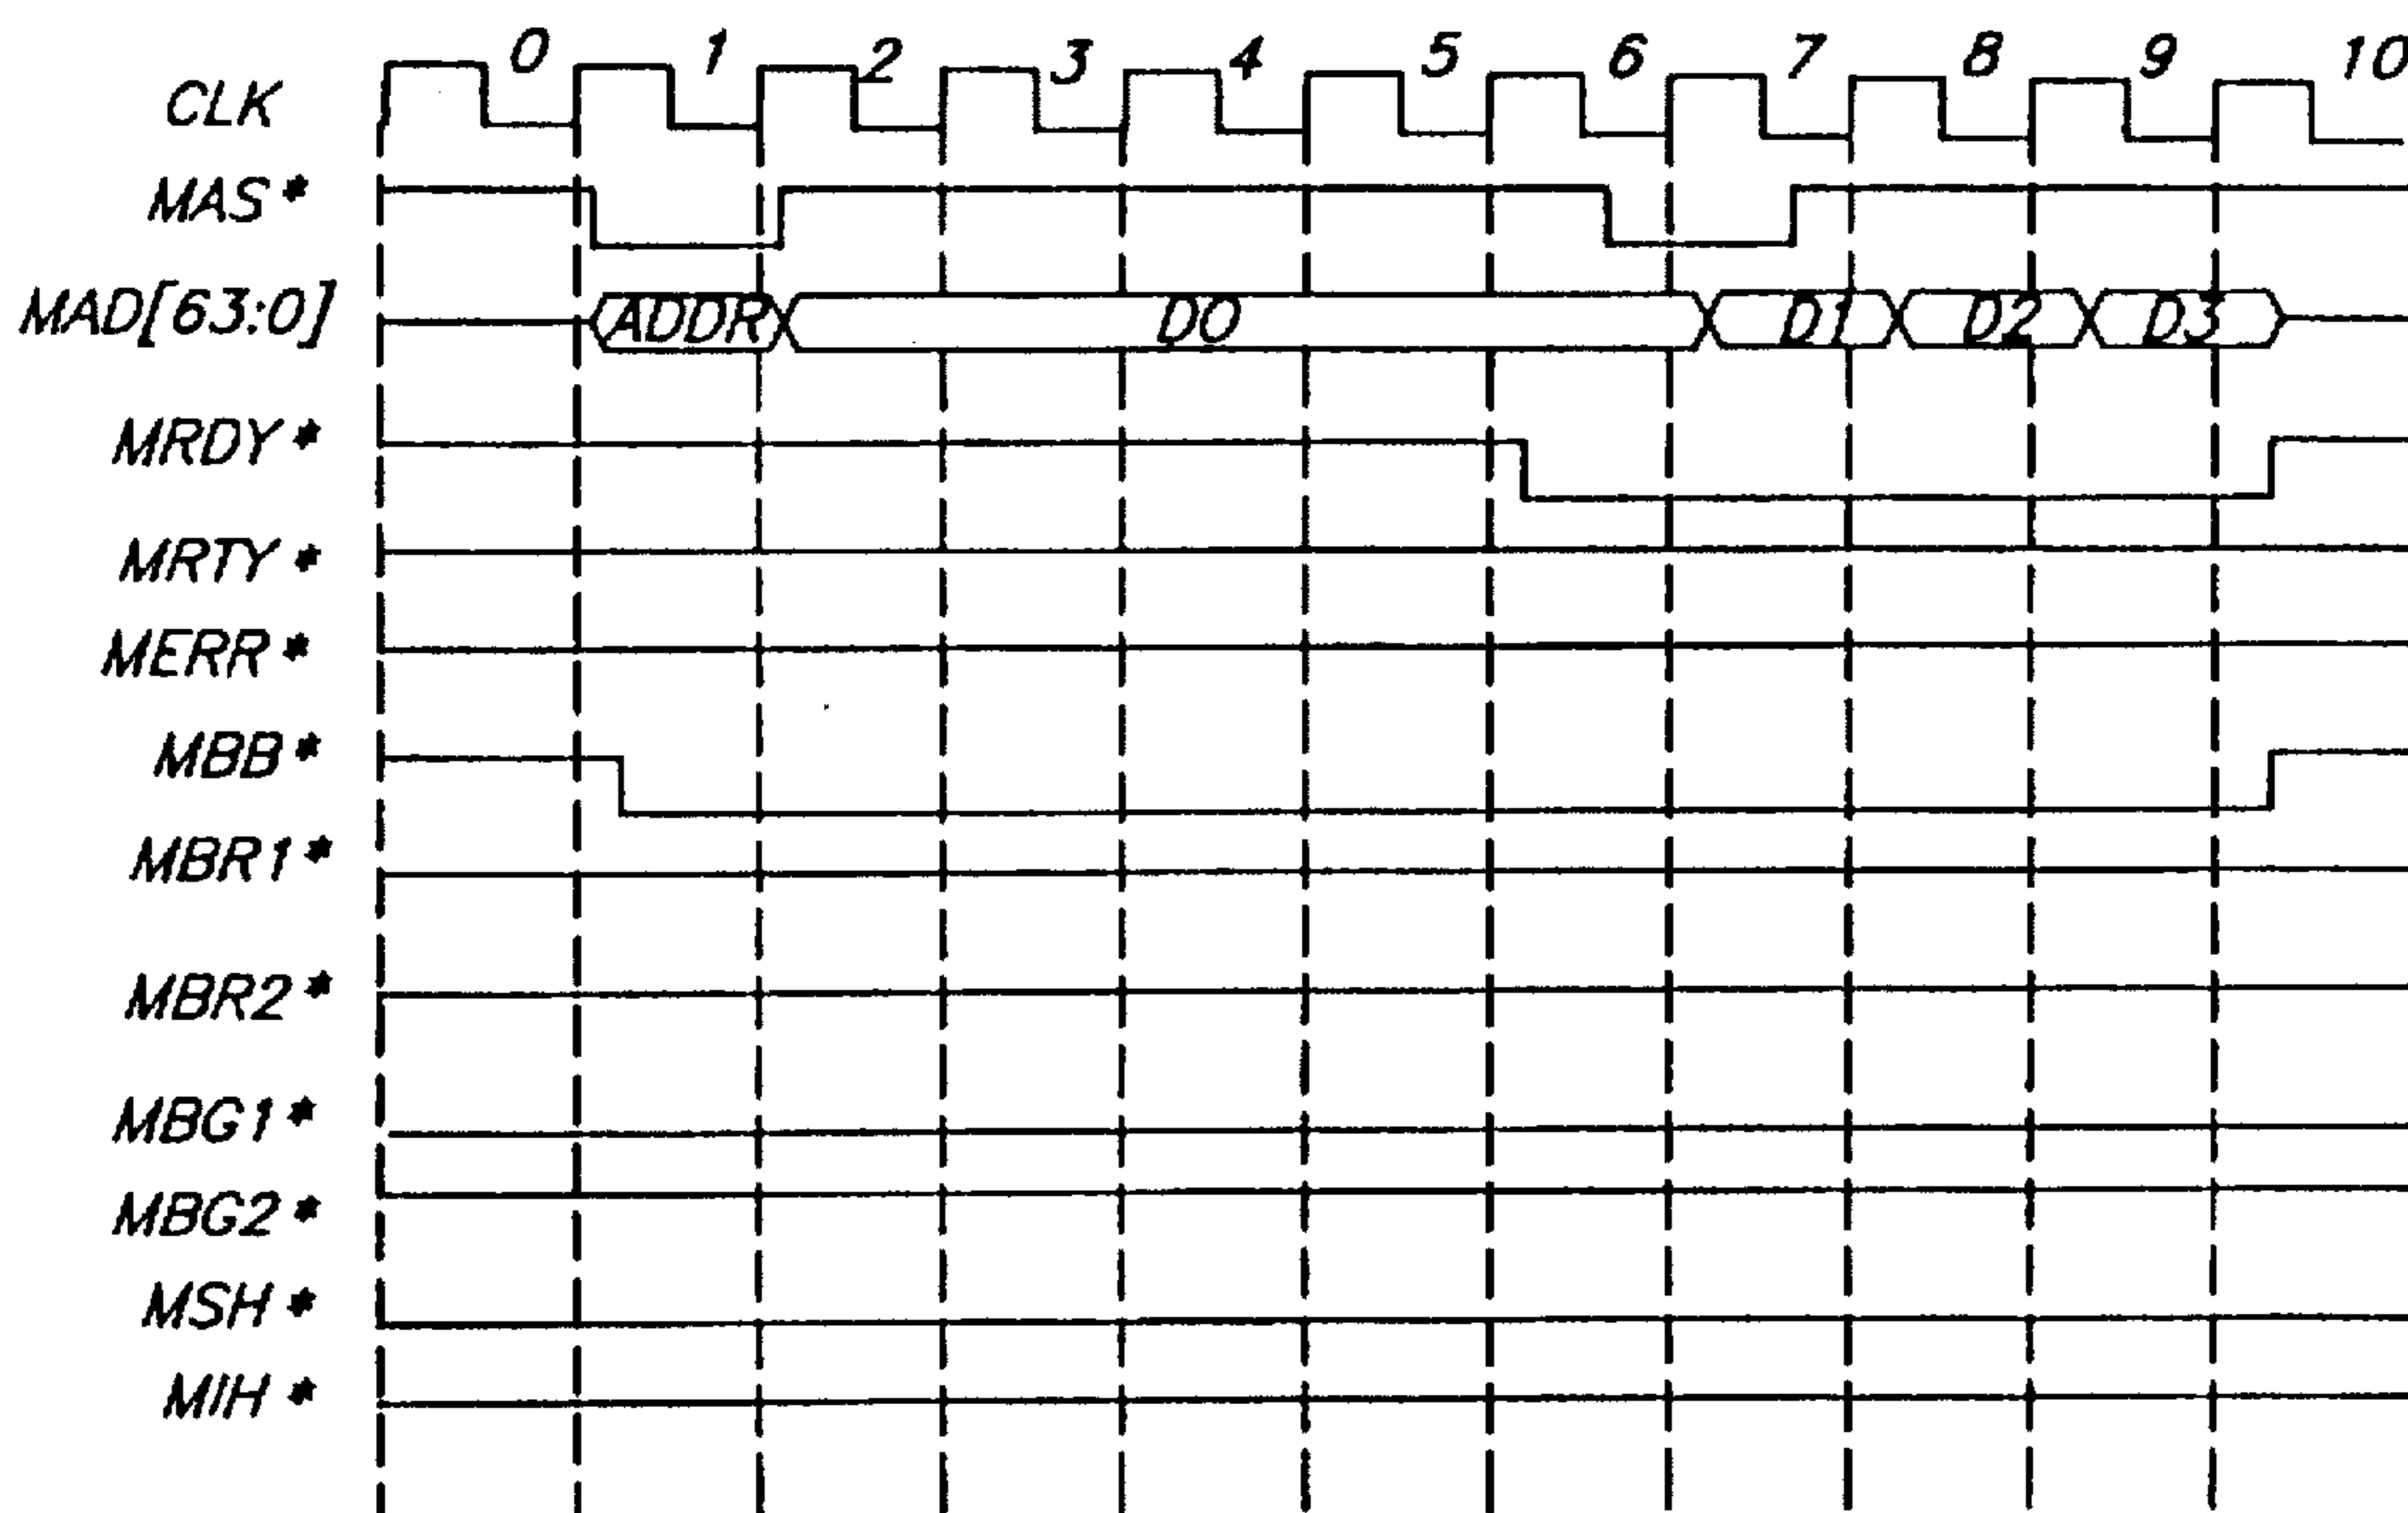 0 1 2 3 4 5 6 7 8 9 10
CLK
MAS*
MAD[63:0] ADDR D0 D1 D2 D3
MRDY*
MRTY*
MERR*
MBB*
MBR1*
MBR2*
MBG1*
MBG2*
MSH*
MIH*